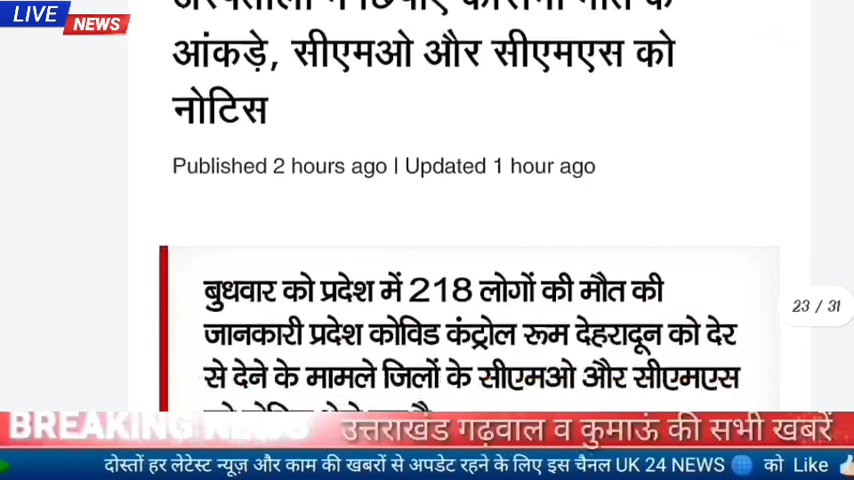 LIVE
NEWS
आंकड़े, सीएमओ और सीएमएस को
नोटिस
Published 2 hours ago | Updated 1 hour ago
बुधवार को प्रदेश में 218 लोगों की मौत की
जानकारी प्रदेश कोविड कंट्रोल रूम देहरादून को देर
से देने के मामले जिलों के सीएमओ और सीएमएस
23 / 31
BREAKING NEWS
उत्तराखंड गढ़वाल व कुमाऊं की सभी खबरें
दोस्तों हर लेटेस्ट न्यूज़ और काम की खबरों से अपडेट रहने के लिए इस चैनल UK 24 NEWS 🌐 को Like 👍